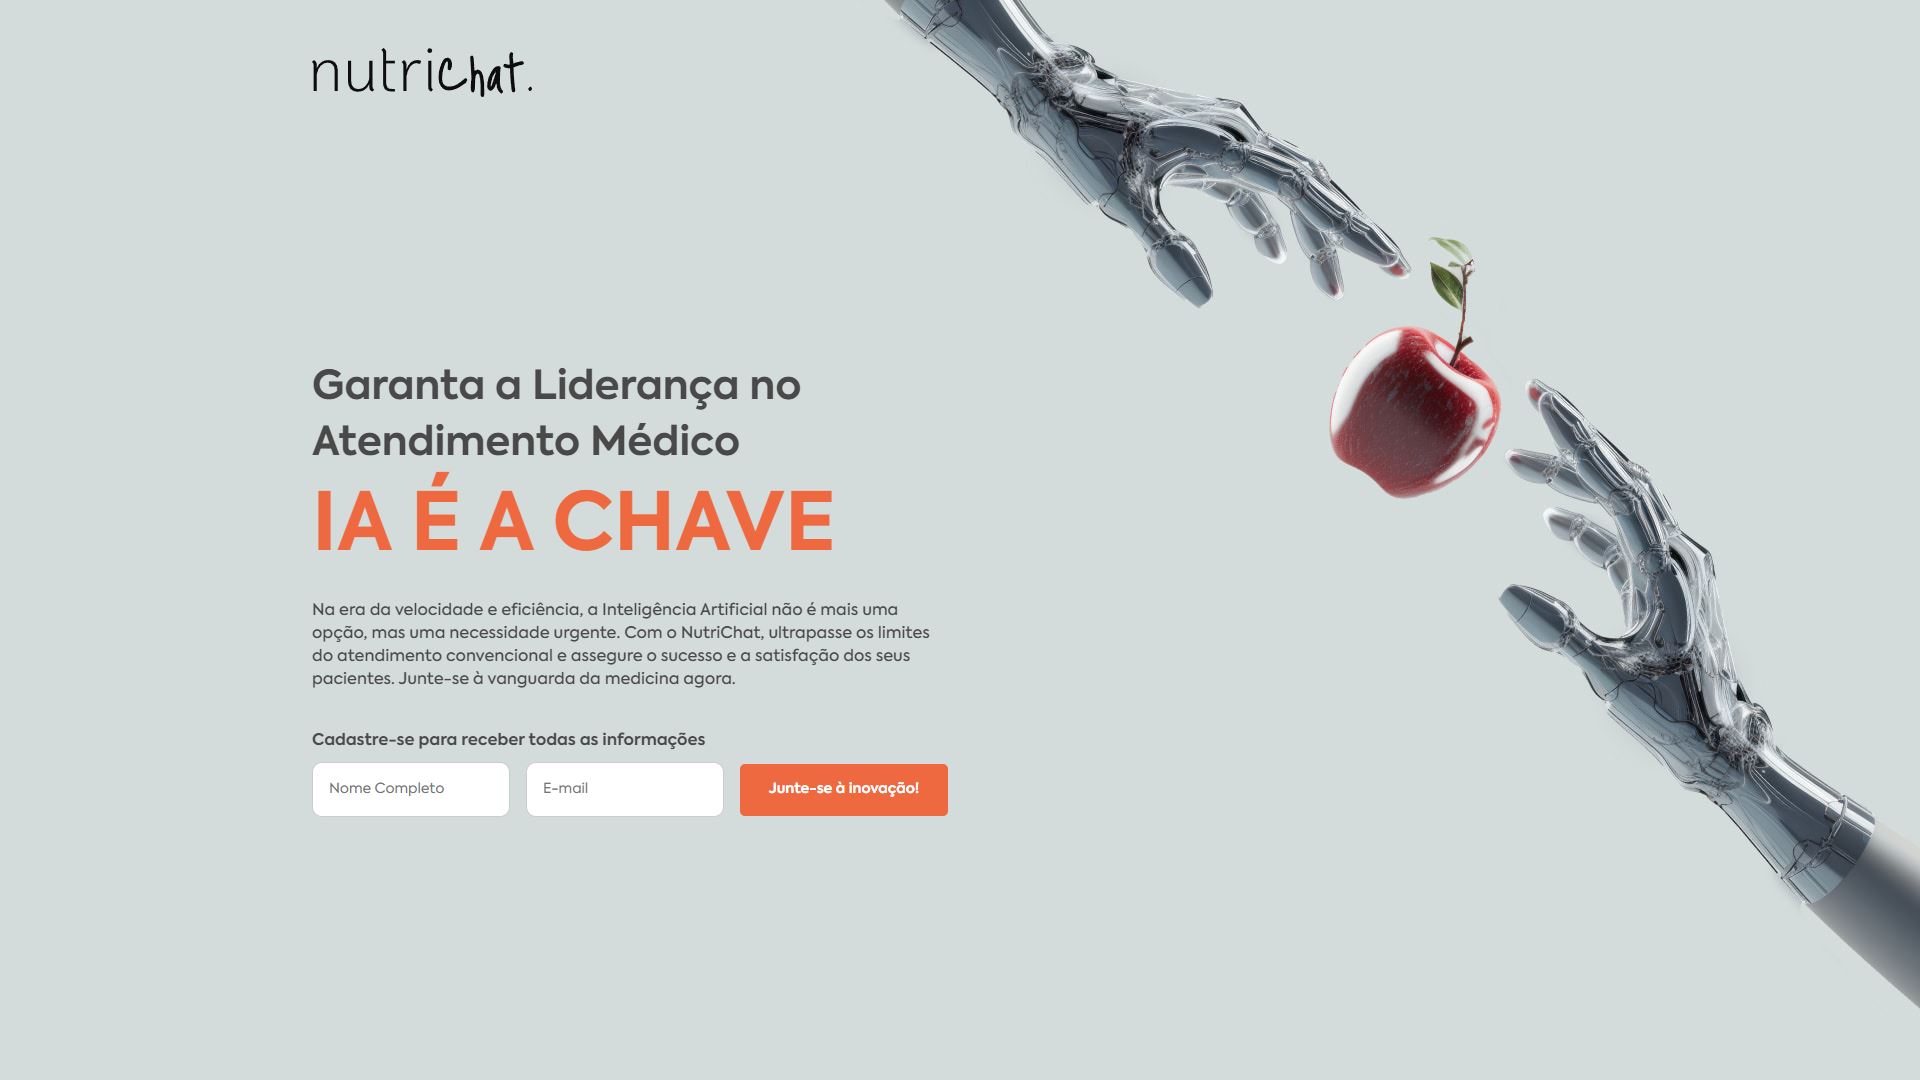 nutrichat.
Garanta a Liderança no
Atendimento Médico
IA É A CHAVE
Na era da velocidade e eficiência, a Inteligência Artificial não é mais uma
opção, mas uma necessidade urgente. Com o NutriChat, ultrapasse os limites
do atendimento convencional e assegure o sucesso e a satisfação dos seus
pacientes. Junte-se à vanguarda da medicina agora.
Cadastre-se para receber todas as informações
Nome Completo
E-mail
Junte-se à inovação!